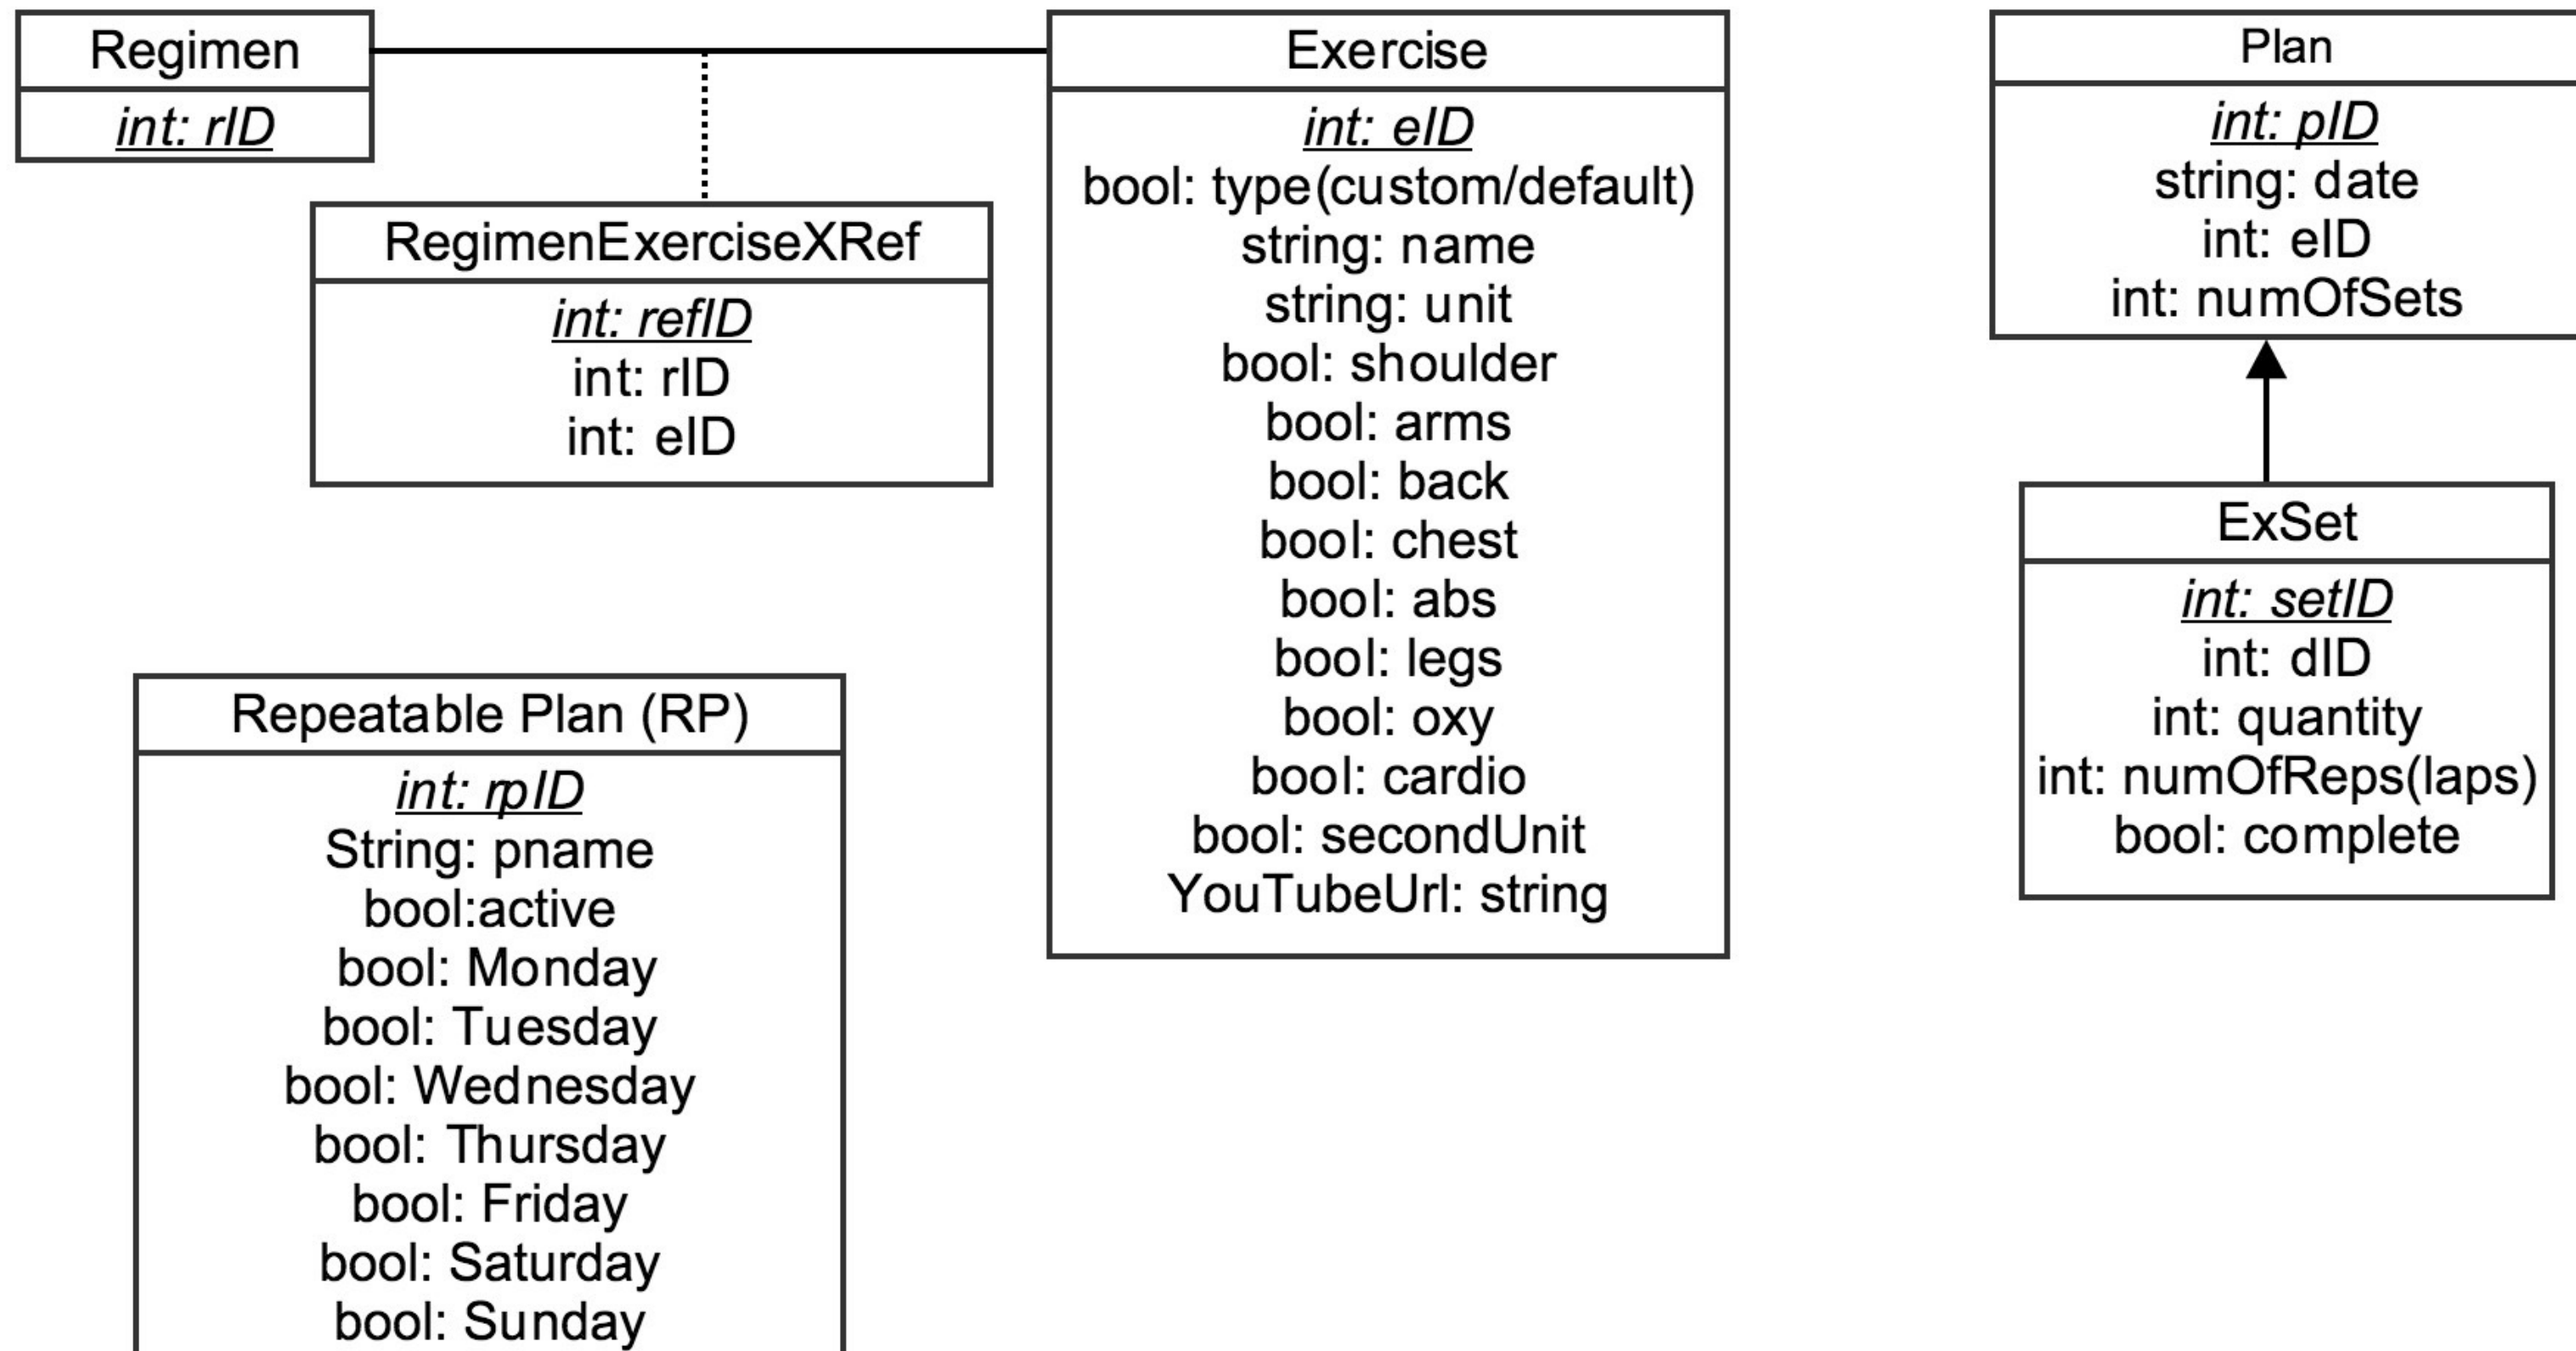 Regimen
int: rID
RegimenExerciseXRef
int: refID
int: rID
int: eID
Repeatable Plan (RP)
int: rpID
String: pname
bool:active
bool: Monday
bool: Tuesday
bool: Wednesday
bool: Thursday
bool: Friday
bool: Saturday
bool: Sunday
Exercise
int: eID
bool: type(custom/default)
string: name
string: unit
bool: shoulder
bool: arms
bool: back
bool: chest
bool: abs
bool: legs
bool: oxy
bool: cardio
bool: secondUnit
YouTubeUrl: string
Plan
int: pID
string: date
int: eID
int: numOfSets
ExSet
int: setID
int: dID
int: quantity
int: numOfReps(laps)
bool: complete